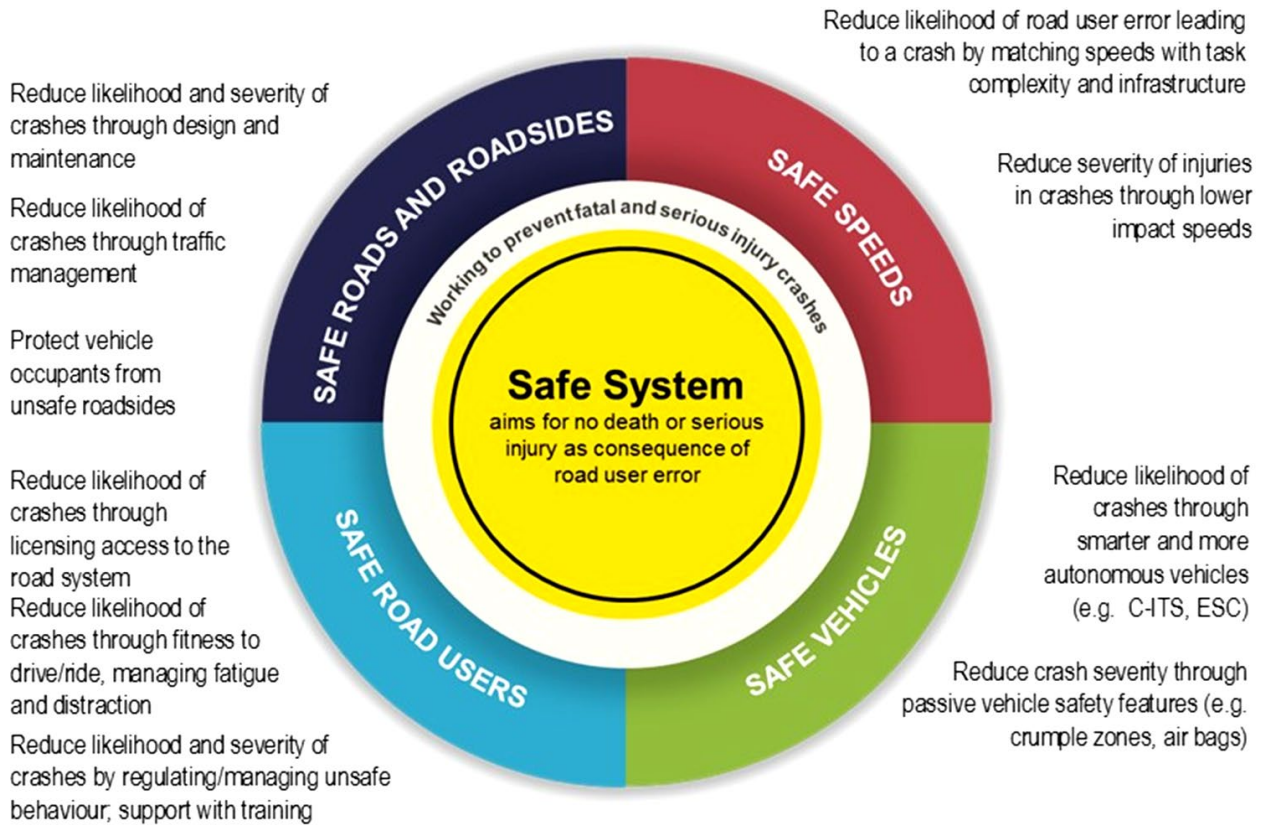 Reduce likelihood and severity of
crashes through design and
maintenance
Reduce likelihood of
crashes through traffic
management
Protect vehicle
occupants from
unsafe roadsides
SAFE ROADS AND ROADSIDES
Reduce likelihood of road user error leading
to a crash by matching speeds with task
complexity and infrastructure
Reduce severity of injuries
in crashes through lower
impact speeds
SAFE SPEEDS
Working to prevent fatal and serious injury crashes
Safe System
aims for no death or serious
injury as consequence of
road user error
Reduce likelihood of
crashes through
licensing access to the
road system
Reduce likelihood of
crashes through fitness to
drive/ride, managing fatigue
and distraction
Reduce likelihood and severity of
crashes by regulating/managing unsafe
behaviour; support with training
SAFE ROAD USERS
SAFE VEHICLES
Reduce likelihood of
crashes through
smarter and more
autonomous vehicles
(e.g. C-ITS, ESC)
Reduce crash severity through
passive vehicle safety features (e.g.
crumple zones, air bags)